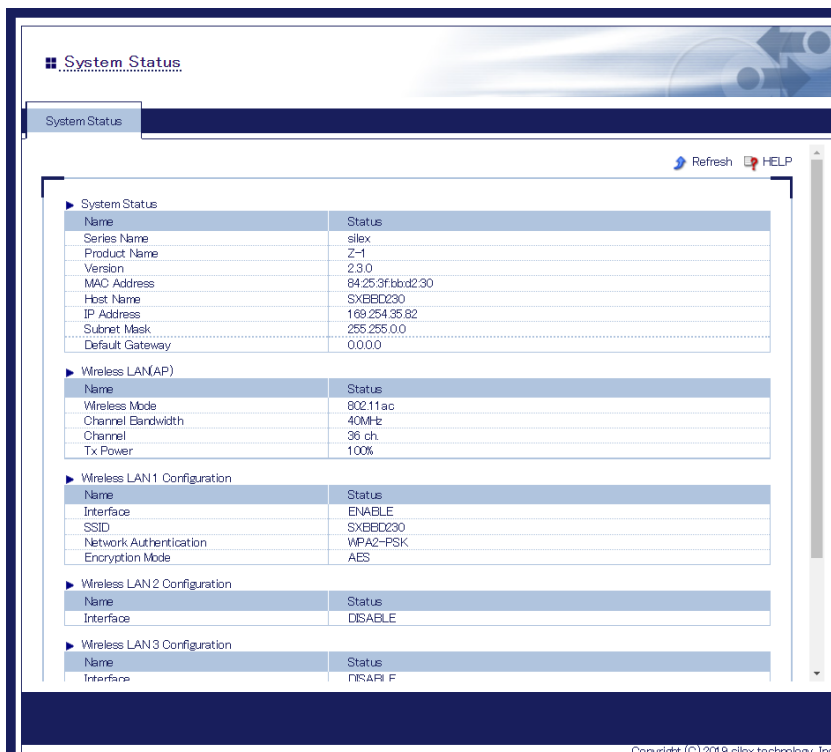 System Status
System Status
Refresh HELP
System Status
Name Status
Series Name silex
Product Name Z-1
Version 2.3.0
MAC Address 84:25:3f:bb:d2:30
Host Name SXBBD230
IP Address 169.254.35.82
Subnet Mask 255.255.0.0
Default Gateway 0.0.0.0
Wireless LAN(AP)
Name Status
Wireless Mode 802.11ac
Channel Bandwidth 40MHz
Channel 36 ch.
Tx Power 100%
Wireless LAN 1 Configuration
Name Status
Interface ENABLE
SSID SXBBD230
Network Authentication WPA2-PSK
Encryption Mode AES
Wireless LAN 2 Configuration
Name Status
Interface DISABLE
Wireless LAN 3 Configuration
Name Status
Interface DISABLE
Copyright (C) 2019 silex technology, Inc